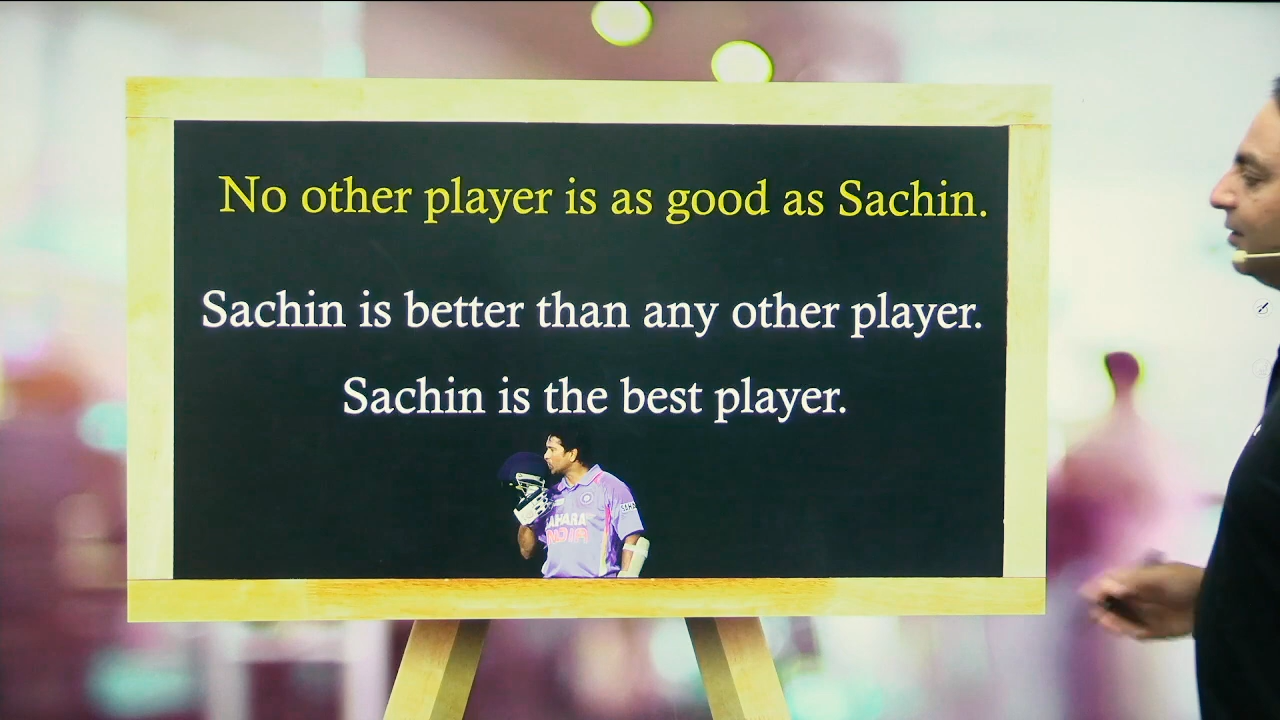 No other player is as good as Sachin.
Sachin is better than any other player.
Sachin is the best player.
SAHARA
INDIA